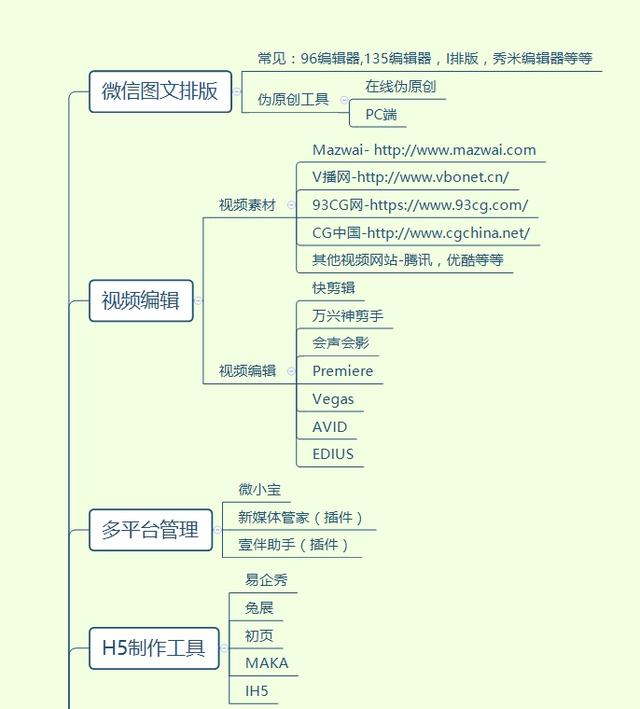 微信图文排版
常见：96编辑器,135编辑器，I排版，秀米编辑器等等
伪原创工具
在线伪原创
PC端
视频编辑
视频素材
Mazwai- http://www.mazwai.com
V播网-http://www.vbonet.cn/
93CG网-https://www.93cg.com/
CG中国-http://www.cgchina.net/
其他视频网站-腾讯，优酷等等
视频编辑
快剪辑
万兴神剪手
会声会影
Premiere
Vegas
AVID
EDIUS
多平台管理
微小宝
新媒体管家（插件）
壹伴助手（插件）
H5制作工具
易企秀
兔展
初页
MAKA
IH5